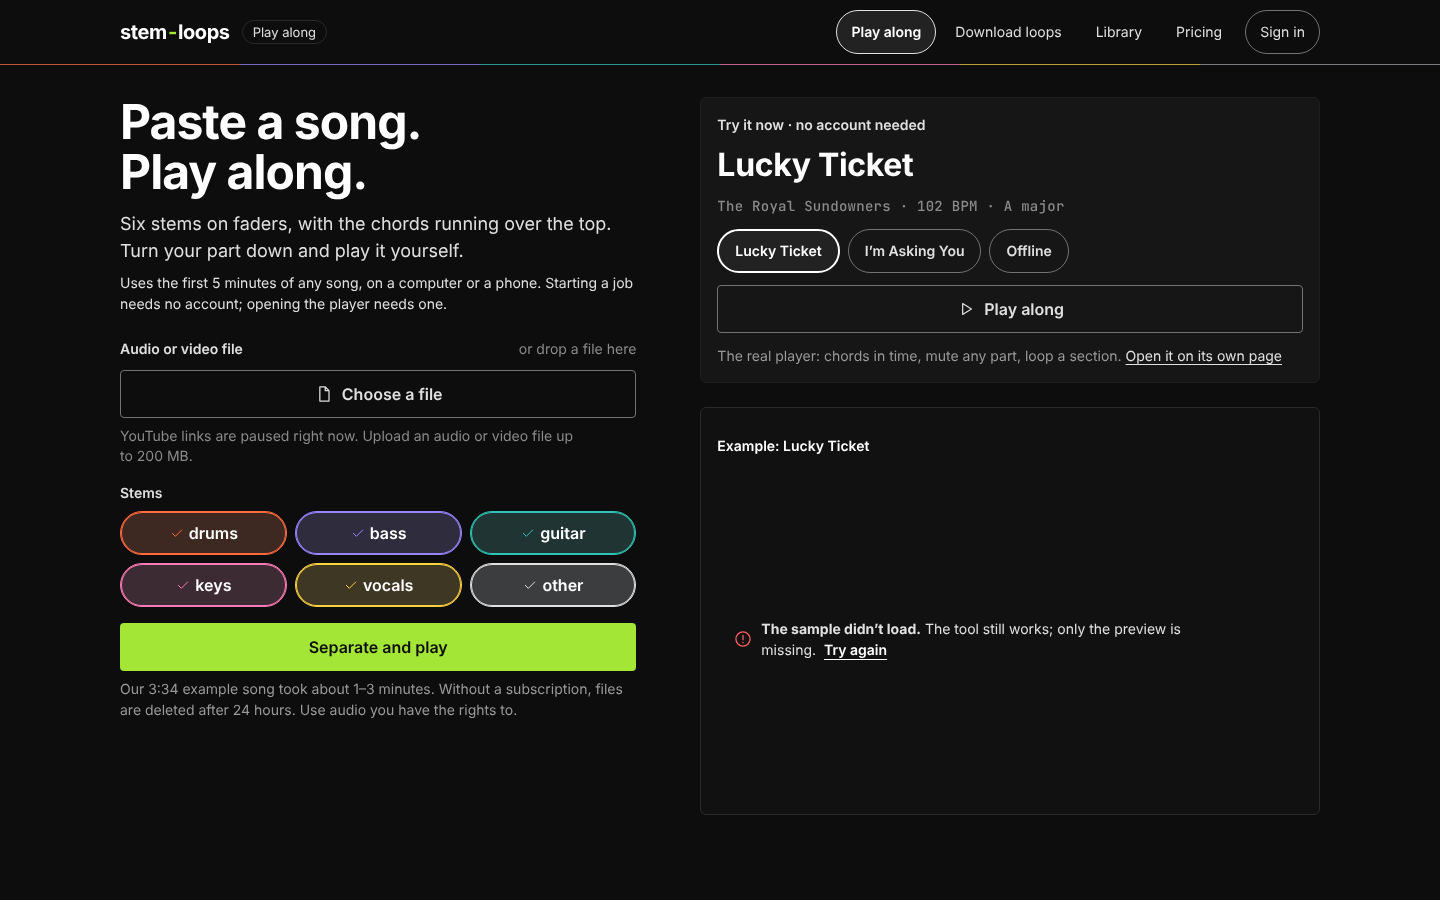 stem-loops
Play along
Play along
Download loops
Library
Pricing
Sign in
Paste a song.
Play along.
Six stems on faders, with the chords running over the top.
Turn your part down and play it yourself.
Uses the first 5 minutes of any song, on a computer or a phone. Starting a job
needs no account; opening the player needs one.
Audio or video file
or drop a file here
Choose a file
YouTube links are paused right now. Upload an audio or video file up
to 200 MB.
Stems
drums
bass
guitar
keys
vocals
other
Separate and play
Our 3:34 example song took about 1–3 minutes. Without a subscription, files
are deleted after 24 hours. Use audio you have the rights to.
Try it now · no account needed
Lucky Ticket
The Royal Sundowners · 102 BPM · A major
Lucky Ticket
I’m Asking You
Offline
Play along
The real player: chords in time, mute any part, loop a section. Open it on its own page
Example: Lucky Ticket
The sample didn’t load. The tool still works; only the preview is
missing. Try again